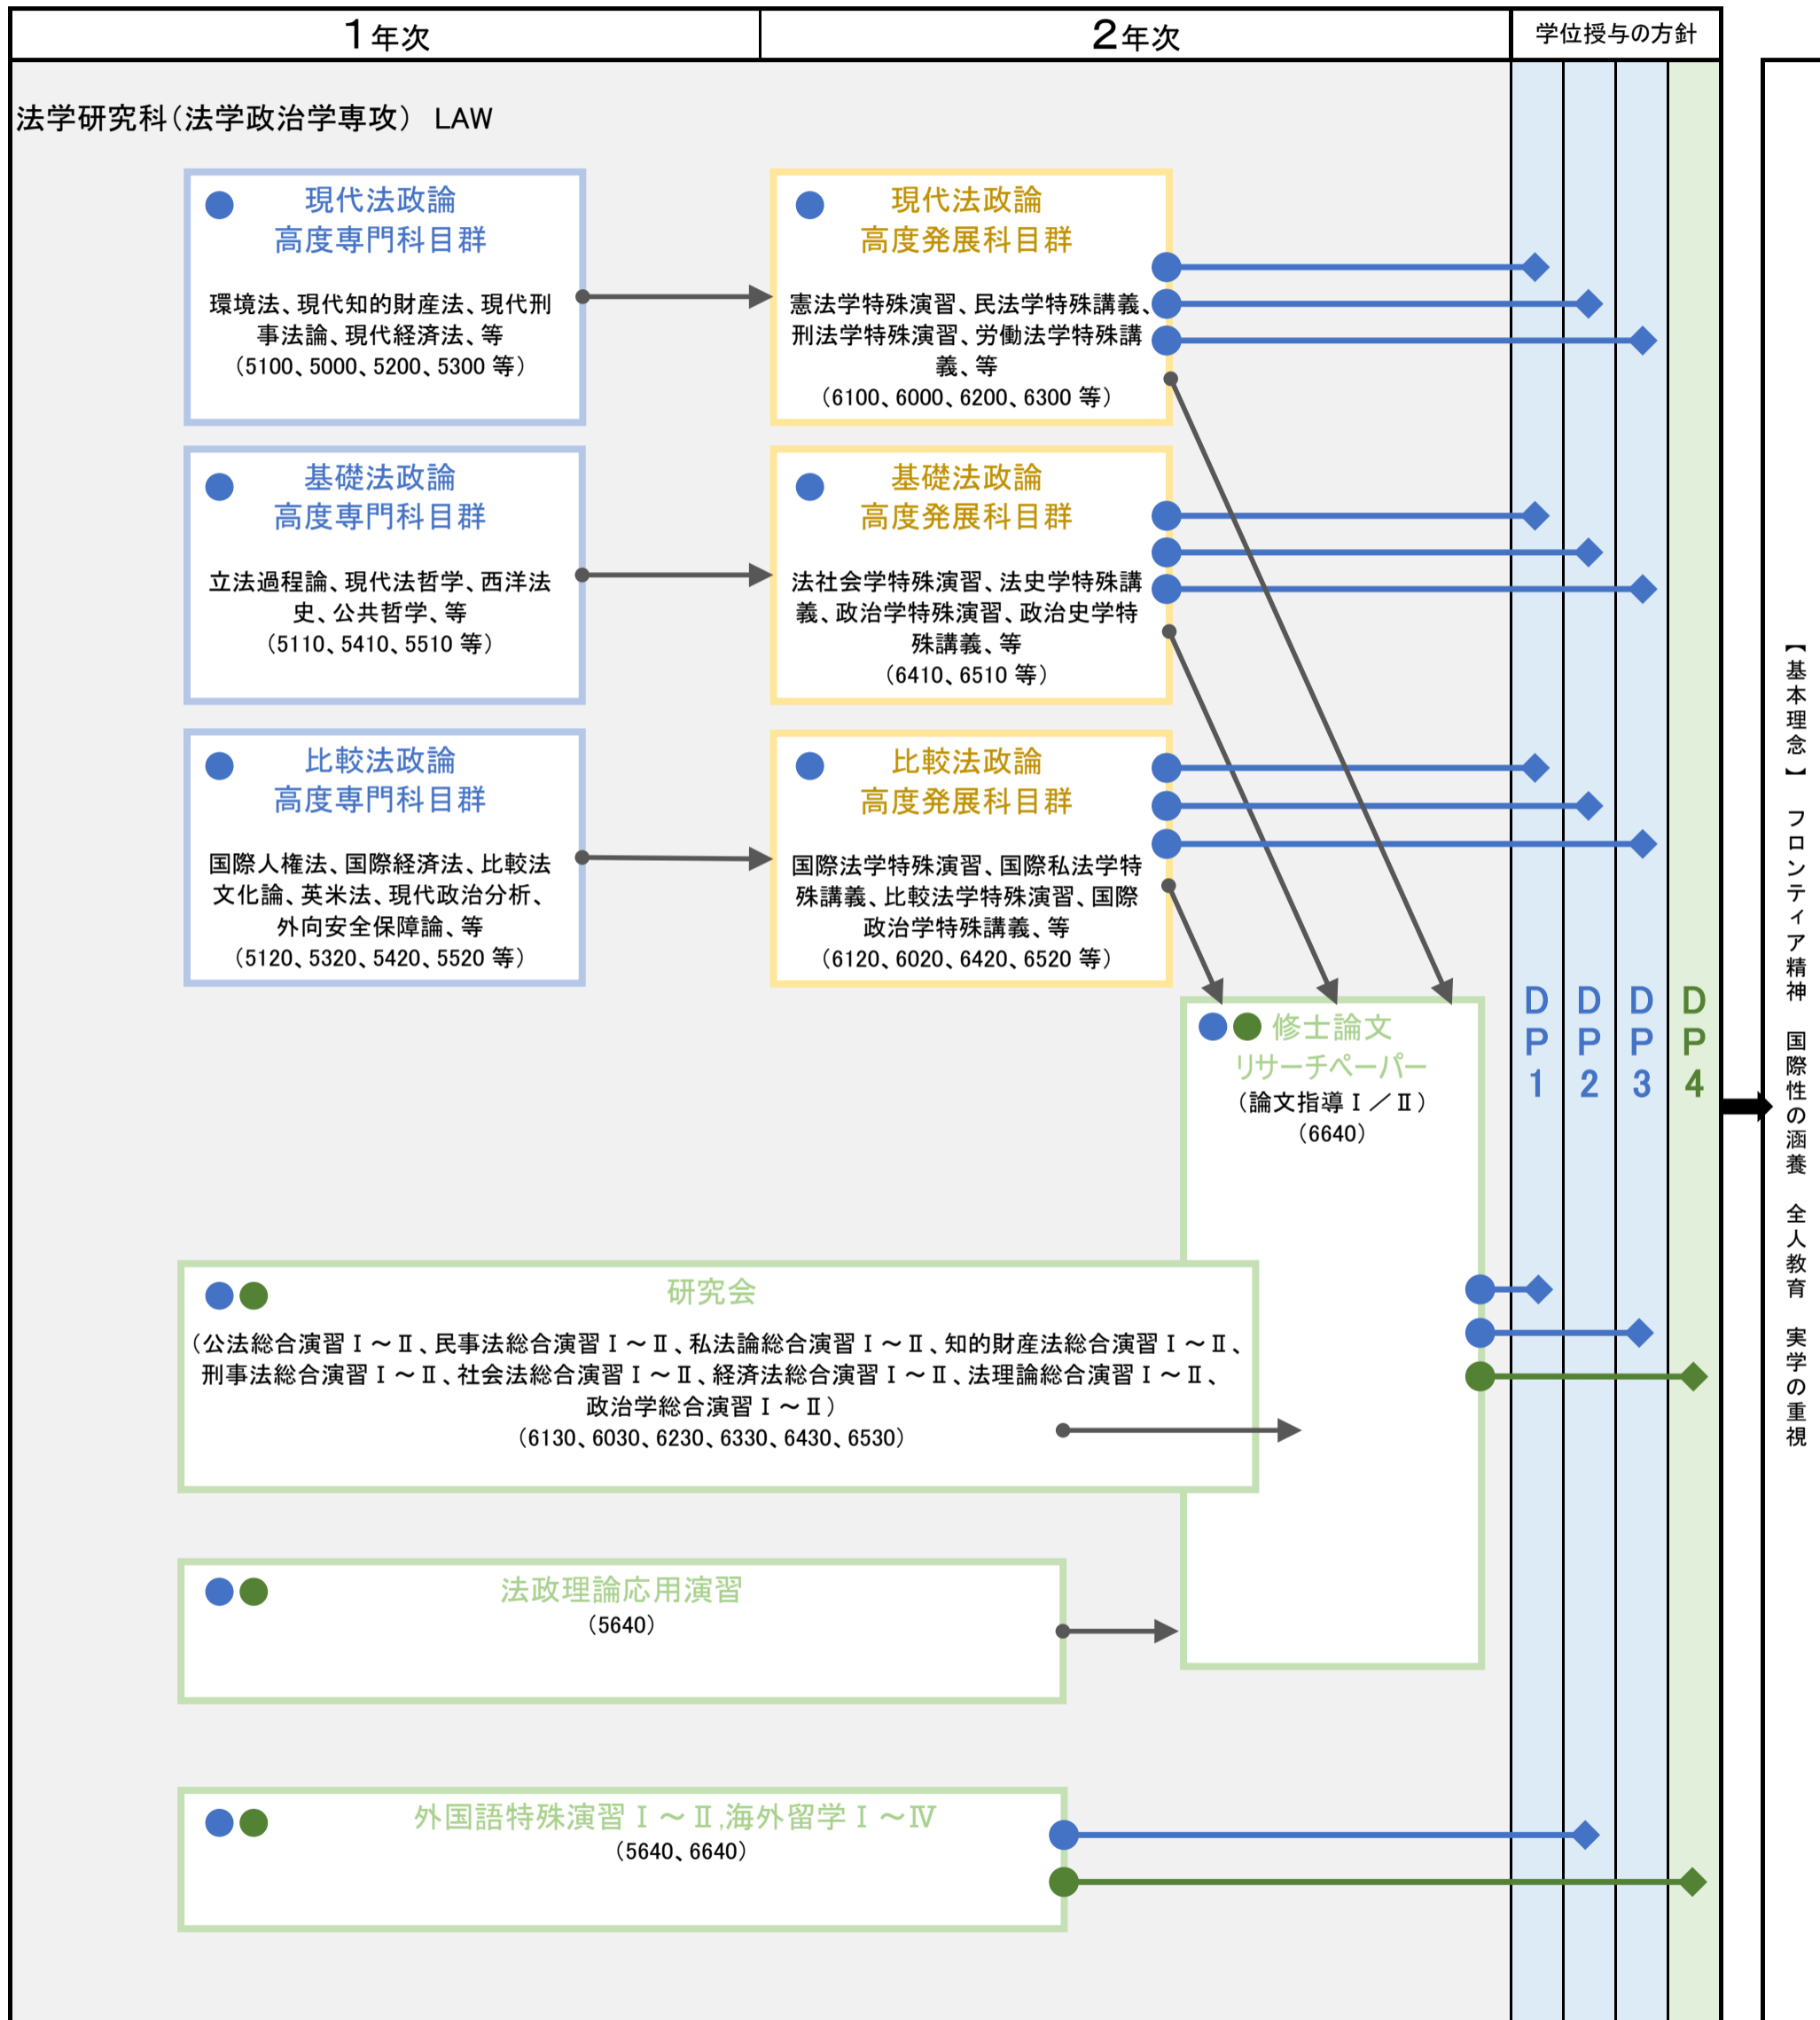 1年次
2年次
学位授与の方針
法学研究科（法学政治学専攻） LAW
現代法政論
高度専門科目群
環境法、現代知的財産法、現代刑
事法論、現代経済法、等
（5100、5000、5200、5300 等）
現代法政論
高度発展科目群
憲法学特殊演習、民法学特殊講義、
刑法学特殊演習、労働法学特殊講
義、等
（6100、6000、6200、6300 等）
基礎法政論
高度専門科目群
立法過程論、現代法哲学、西洋法
史、公共哲学、等
（5110、5410、5510 等）
基礎法政論
高度発展科目群
法社会学特殊演習、法史学特殊講
義、政治学特殊演習、政治史学特
殊講義、等
（6410、6510 等）
比較法政論
高度専門科目群
国際人権法、国際経済法、比較法
文化論、英米法、現代政治分析、
外向安全保障論、等
（5120、5320、5420、5520 等）
比較法政論
高度発展科目群
国際法学特殊演習、国際私法学特
殊講義、比較法学特殊演習、国際
政治学特殊講義、等
（6120、6020、6420、6520 等）
修士論文
リサーチペーパー
（論文指導Ⅰ／Ⅱ）
（6640）
研究会
（公法総合演習Ⅰ～Ⅱ、民事法総合演習Ⅰ～Ⅱ、私法論総合演習Ⅰ～Ⅱ、知的財産法総合演習Ⅰ～Ⅱ、
刑事法総合演習Ⅰ～Ⅱ、社会法総合演習Ⅰ～Ⅱ、経済法総合演習Ⅰ～Ⅱ、法理論総合演習Ⅰ～Ⅱ、
政治学総合演習Ⅰ～Ⅱ）
（6130、6030、6230、6330、6430、6530）
法政理論応用演習
（5640）
外国語特殊演習Ⅰ～Ⅱ,海外留学Ⅰ～Ⅳ
（5640、6640）
DP1
DP2
DP3
DP4
【基本理念】　フロンティア精神　国際性の涵養　全人教育　実学の重視